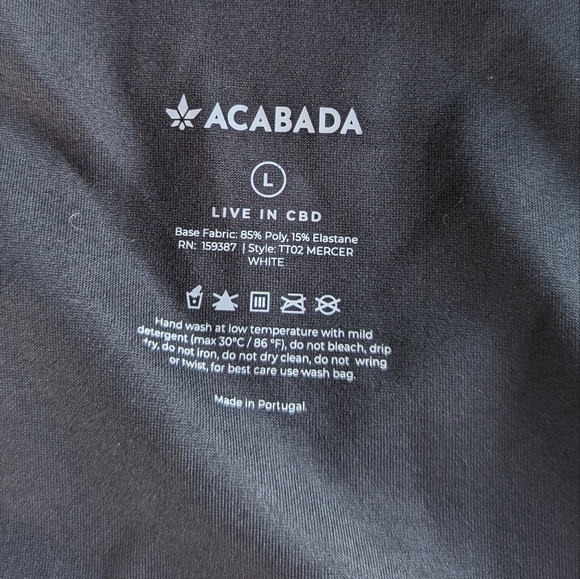 ACABADA
L
LIVE IN CBD
Base Fabric: 85% Poly, 15% Elastane
RN: 159387 | Style: TT02 MERCER
WHITE
Hand wash at low temperature with mild
detergent (max 30°C / 86 °F), do not bleach, drip
dry, do not iron, do not dry clean, do not wring
or twist, for best care use wash bag.
Made in Portugal.